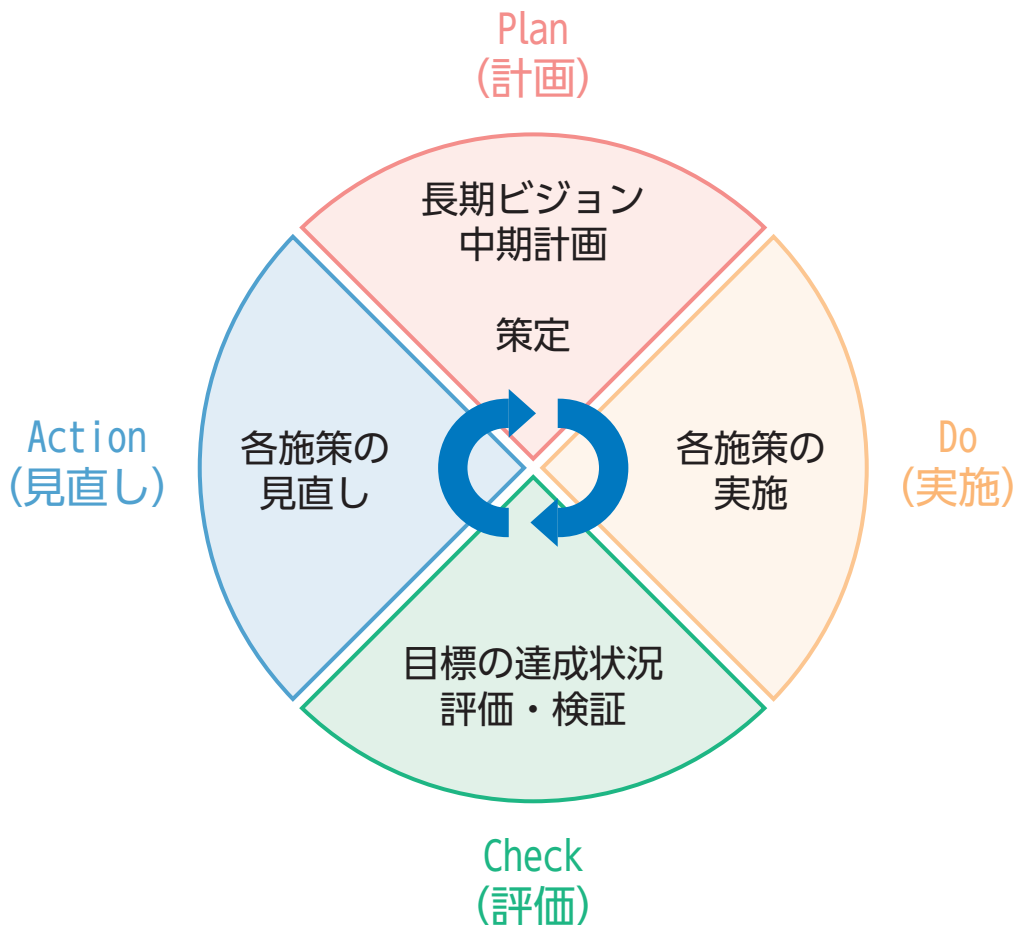 Plan
(計画)
長期ビジョン
中期計画
策定
Do
(実施)
各施策の
実施
Check
(評価)
目標の達成状況
評価・検証
Action
(見直し)
各施策の
見直し